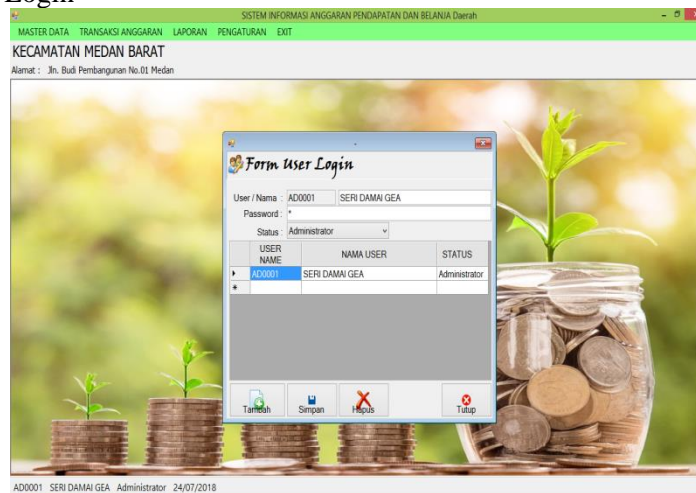 Login
SISTEM INFORMASI ANGGARAN PENDAPATAN DAN BELANJA Daerah
MASTER DATA TRANSAKSI ANGGARAN LAPORAN PENGATURAN EXIT
KECAMATAN MEDAN BARAT
Alamat : Jln. Budi Pembangunan No.01 Medan
Form User Login
User / Nama : AD0001 SERI DAMAI GEA
Password : *
Status : Administrator
USER NAME NAMA USER STATUS
AD0001 SERI DAMAI GEA Administrator
Tambah Simpan Hapus Tutup
AD0001 SERI DAMAI GEA Administrator 24/07/2018